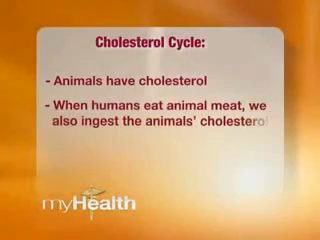 Cholesterol Cycle:
- Animals have cholesterol
- When humans eat animal meat, we
also ingest the animals' cholesterol
myHealth